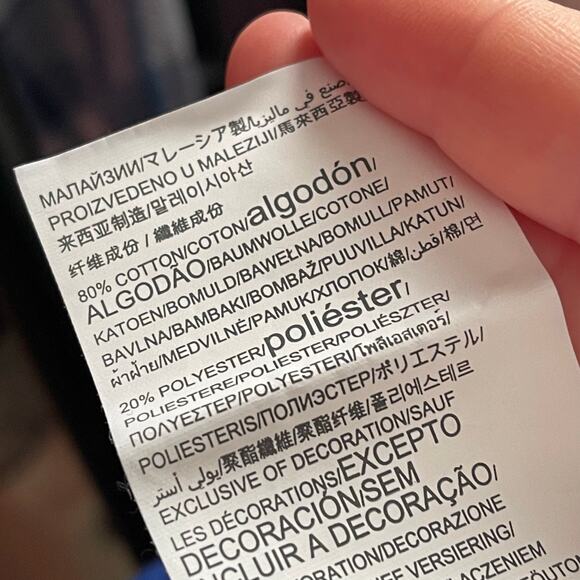 صنع في ماليزيا/
МАЛАЙЗИИ/マレーシア製/
PROIZVEDENO U MALEZIJI/馬來西亞製
来西亚制造/말레이시아산
纤维成份 / 纖維成份
80% COTTON/COTON/algodón/
ALGODÃO/BAUMWOLLE/COTONE/
KATOEN/BOMULD/BAWEŁNA/BOMULL/PAMUT/
BAVLNA/BAMBAKI/BOMBAŽ/PUUVILLA/KATUN/
ผ้าฝ้าย/MEDVILNĖ/PAMUK/ХЛОПОК/綿/قطن/棉/면
20% POLYESTER/poliéster/
POLIESTERE/POLIESTER/POLIÉSZTER/
ΠΟΛΥΕΣΤΕΡ/POLYESTERI/โพลีเอสเตอร์/
POLIESTERIS/ПОЛИЭСТЕР/ポリエステル/
بولي أستر/聚酯纖維/聚酯纤维/폴리에스테르
EXCLUSIVE OF DECORATION/SAUF
LES DÉCORATIONS/EXCEPTO
DECORACIÓN/SEM
INCLUIR A DECORAÇÃO/
DECORAZIONE
VERSIERING/